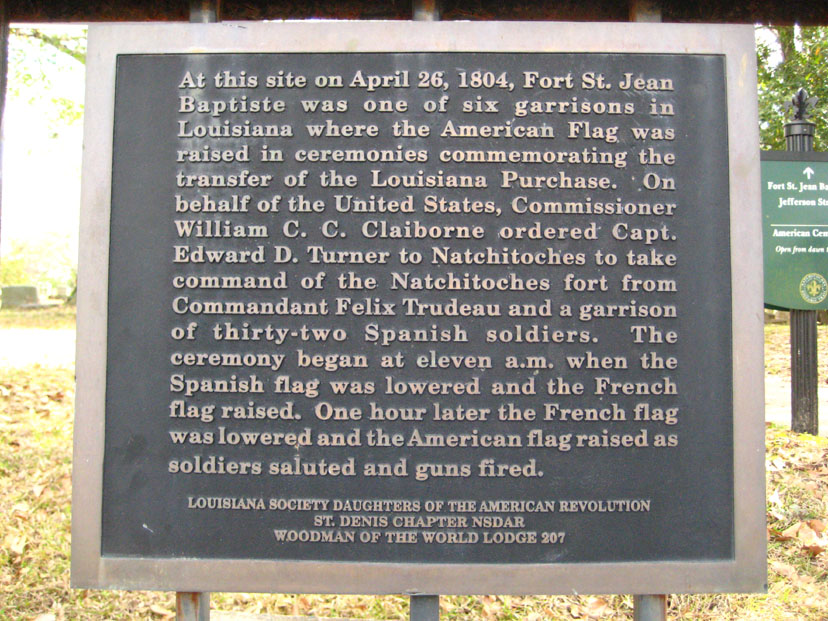 At this site on April 26, 1804, Fort St. Jean
Baptiste was one of six garrisons in
Louisiana where the American Flag was
raised in ceremonies commemorating the
transfer of the Louisiana Purchase. On
behalf of the United States, Commissioner
William C. C. Claiborne ordered Capt.
Edward D. Turner to Natchitoches to take
command of the Natchitoches fort from
Commandant Felix Trudeau and a garrison
of thirty-two Spanish soldiers. The
ceremony began at eleven a.m. when the
Spanish flag was lowered and the French
flag raised. One hour later the French flag
was lowered and the American flag raised as
soldiers saluted and guns fired.
LOUISIANA SOCIETY DAUGHTERS OF THE AMERICAN REVOLUTION
ST. DENIS CHAPTER NSDAR
WOODMAN OF THE WORLD LODGE 207
Fort St. Jean Ba
Jefferson Str
American Cem
Open from dawn